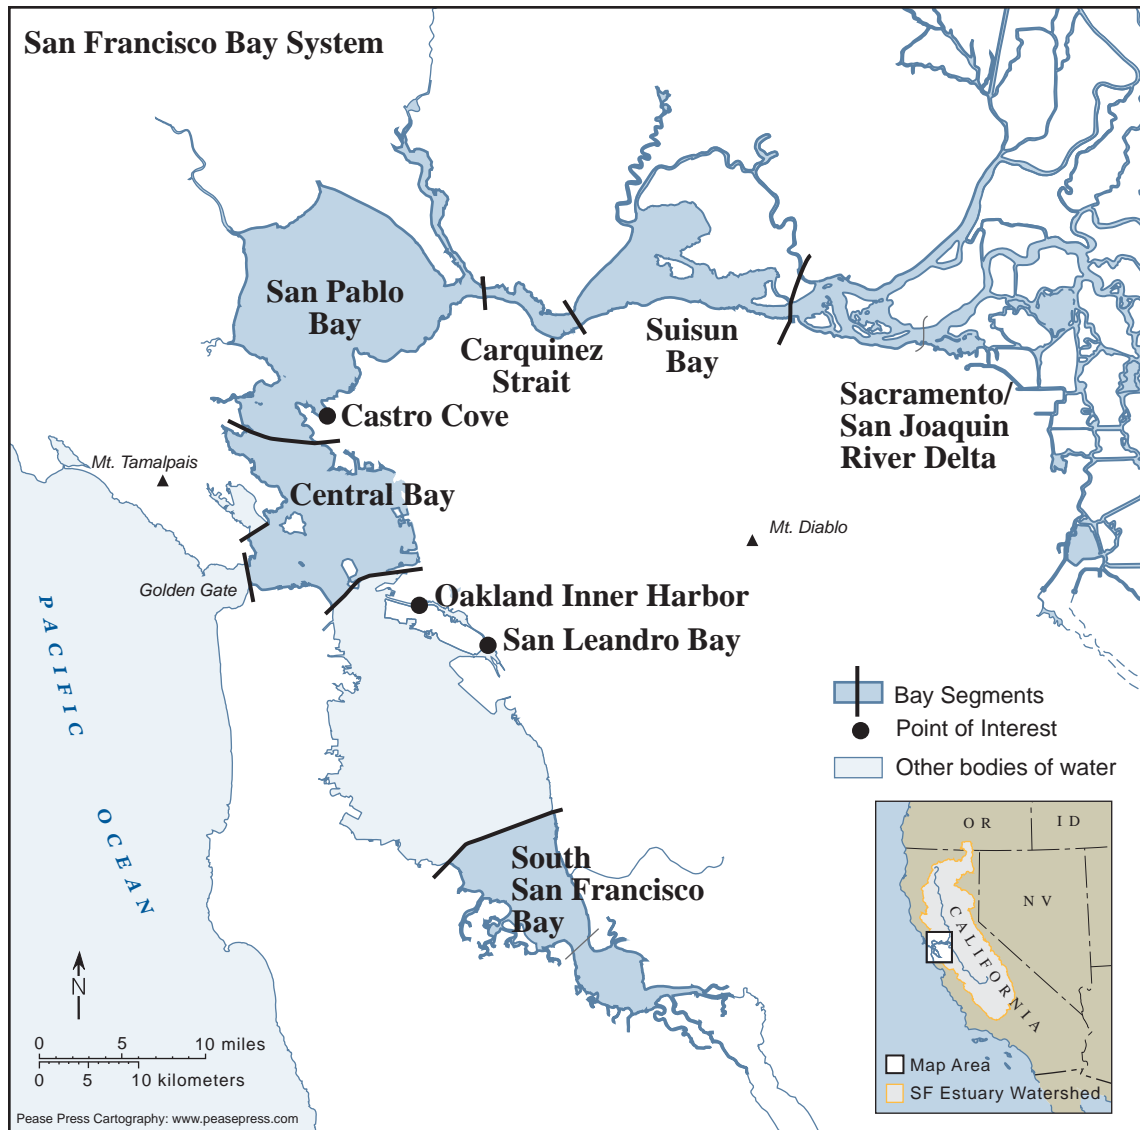 San Francisco Bay System
San Pablo
Bay
Carquinez
Strait
Suisun
Bay
Sacramento/
San Joaquin
River Delta
Castro Cove
Mt. Tamalpais
Central Bay
Mt. Diablo
Golden Gate
Oakland Inner Harbor
San Leandro Bay
PACIFIC
OCEAN
Bay Segments
Point of Interest
Other bodies of water
South
San Francisco
Bay
N
0 5 10 miles
0 5 10 kilometers
OR
ID
NV
CALIFORNIA
Map Area
SF Estuary Watershed
Pease Press Cartography: www.peasepress.com